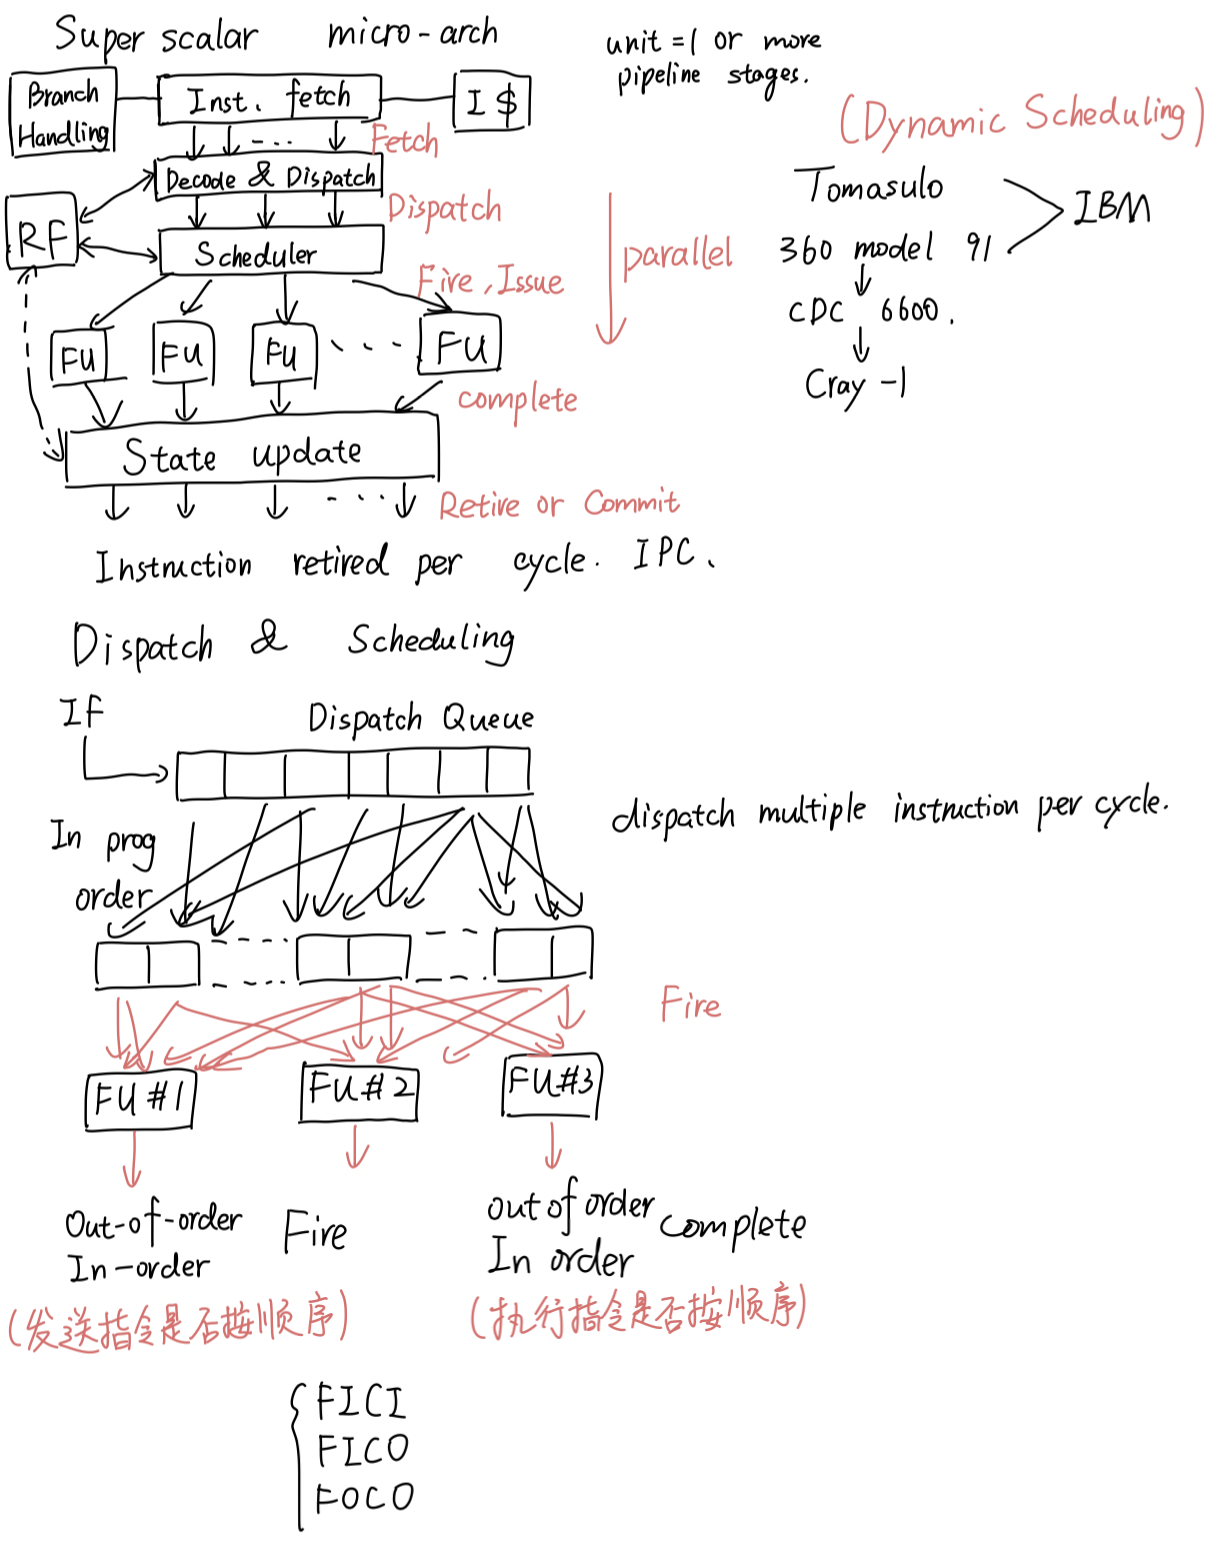 Super scalar micro-arch
unit = 1 or more
pipeline stages.
Branch
Handling
Inst. fetch
I $
Fetch
(Dynamic Scheduling)
Decode & Dispatch
Dispatch
Tomasulo
IBM
RF
Scheduler
parallel
360 model 91
Fire, Issue
CDC 6600.
FU FU FU ... FU
Cray -1
complete
State update
Retire or Commit
Instruction retired per cycle. IPC.
Dispatch & Scheduling
IF
Dispatch Queue
dispatch multiple instruction per cycle.
In prog
order
Fire
FU #1
FU # 2
FU#3
Out-of-order
In-order
Fire
out of order
In order
complete
(发送指令是否按顺序)
(执行指令是否按顺序)
FICI
FICO
FOCO